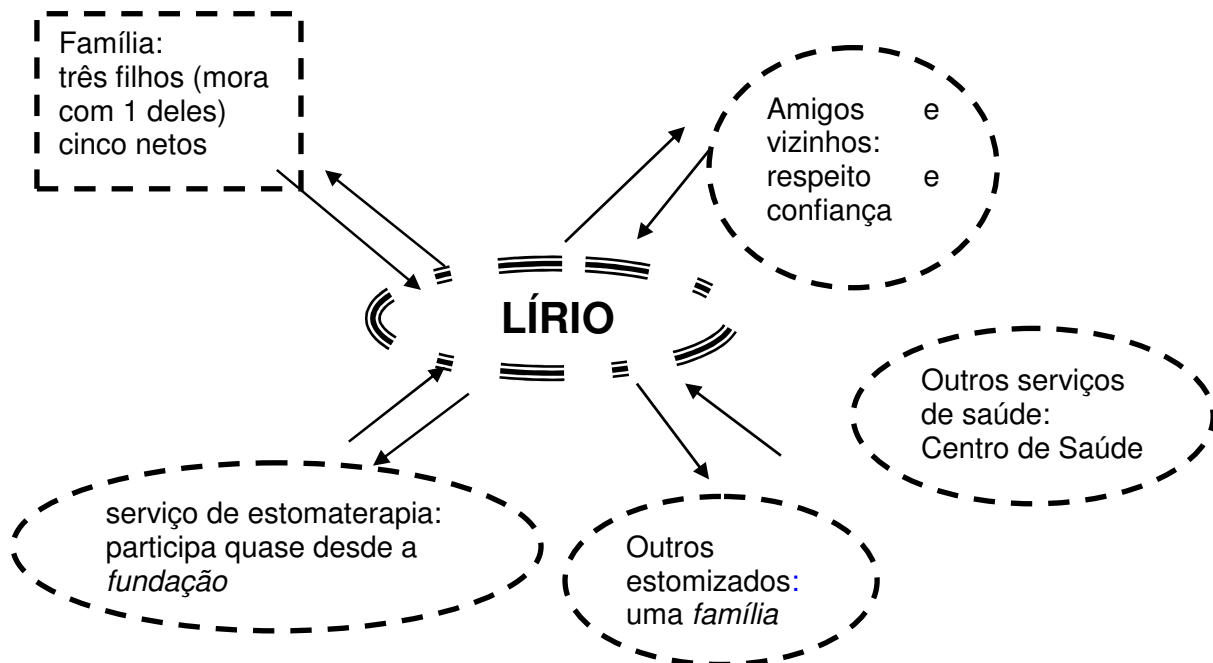 Família:
três filhos (mora
com 1 deles)
cinco netos
Amigos e
vizinhos:
respeito e
confiança
LÍRIO
Outros serviços
de saúde:
Centro de Saúde
serviço de estomaterapia:
participa quase desde a
fundação
Outros
estomizados:
uma família